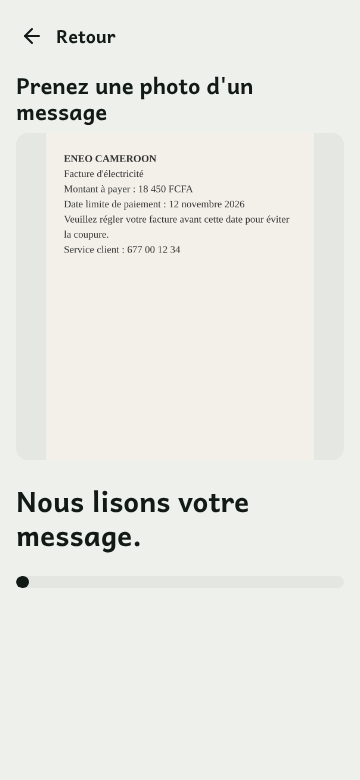 Retour
Prenez une photo d'un
message
ENEO CAMEROON
Facture d'électricité
Montant à payer : 18 450 FCFA
Date limite de paiement : 12 novembre 2026
Veuillez régler votre facture avant cette date pour éviter
la coupure.
Service client : 677 00 12 34
Nous lisons votre
message.